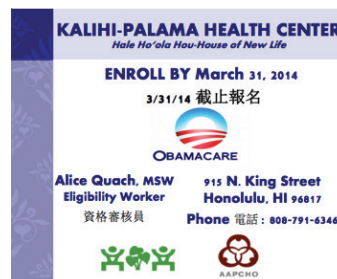 KALIHI-PALAMA HEALTH CENTER
Hale Ho'ola Hou-House of New Life
ENROLL BY March 31, 2014
3/31/14 截止報名
OBAMACARE
Alice Quach, MSW
Eligibility Worker
資格審核員
915 N. King Street
Honolulu, HI 96817
Phone 電話 : 808-791-6346
AAPCHO